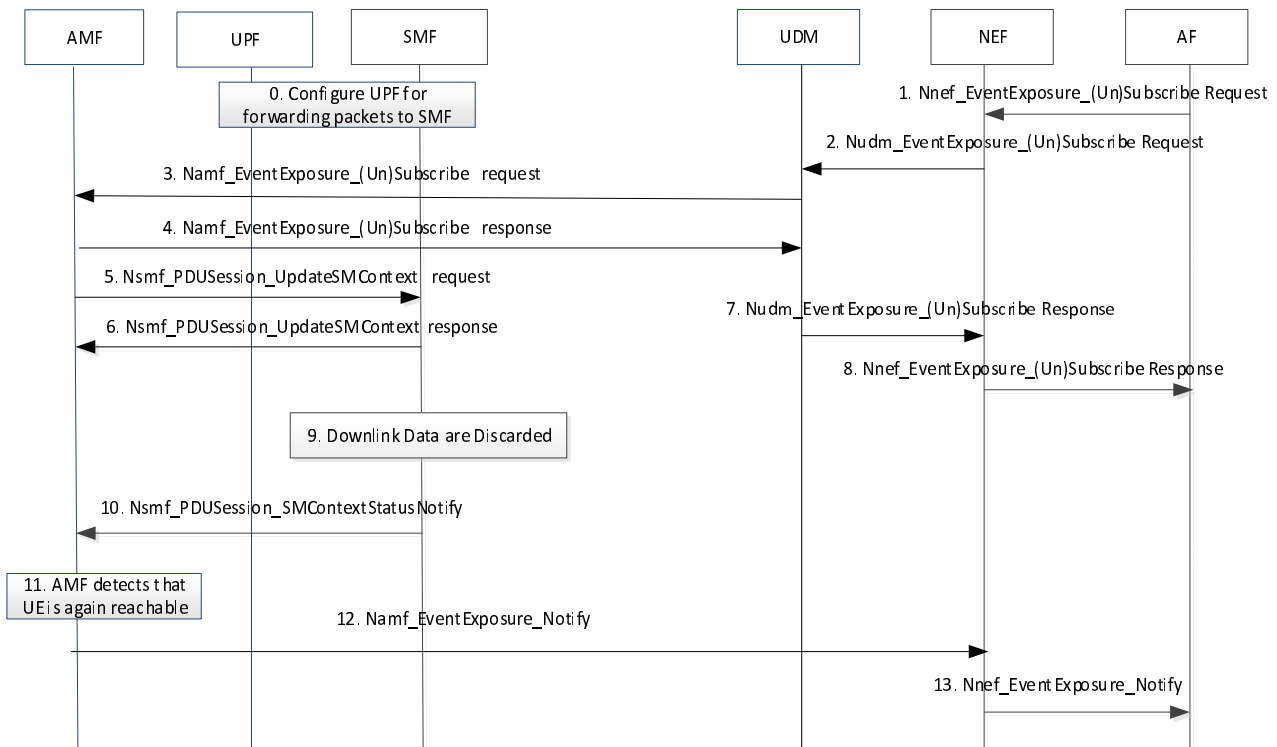 AMF
UPF
SMF
UDM
NEF
AF
0. Configure UPF for
forwarding packets to SMF
1. Nnef_EventExposure_(Un)Subscribe Request
2. Nudm_EventExposure_(Un)Subscribe Request
3. Namf_EventExposure_(Un)Subscribe request
4. Namf_EventExposure_(Un)Subscribe response
5. Nsmf_PDUSession_UpdateSMContext request
6. Nsmf_PDUSession_UpdateSMContext response
7. Nudm_EventExposure_(Un)Subscribe Response
8. Nnef_EventExposure_(Un)Subscribe Response
9. Downlink Data are Discarded
10. Nsmf_PDUSession_SMContextStatusNotify
11. AMF detects that
UE is again reachable
12. Namf_EventExposure_Notify
13. Nnef_EventExposure_Notify